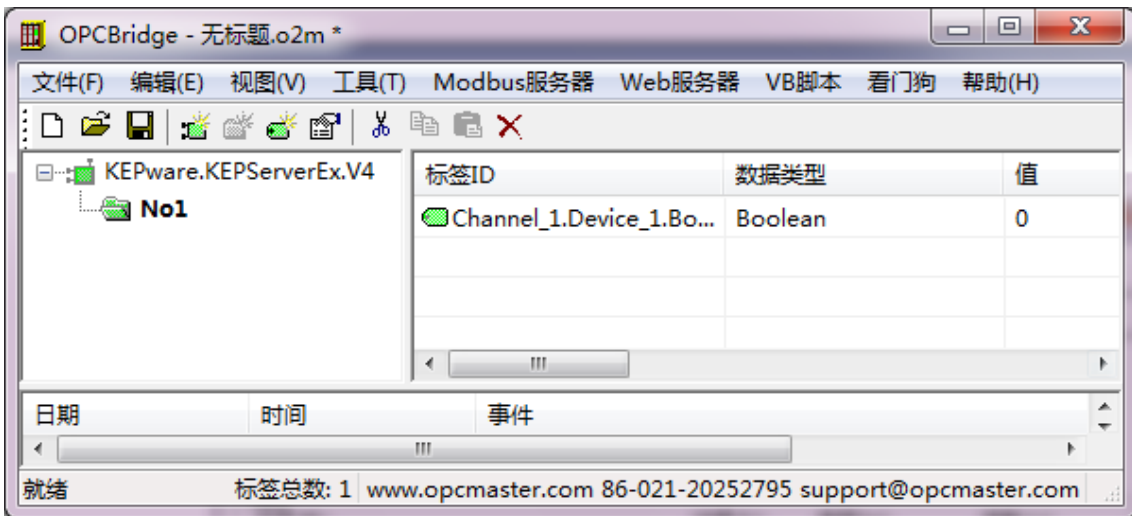 OPCBridge - 无标题.o2m *
文件(F) 编辑(E) 视图(V) 工具(T) Modbus服务器 Web服务器 VB脚本 看门狗 帮助(H)
KEPware.KEPServerEx.V4
No1
标签ID 数据类型 值
Channel_1.Device_1.Bo... Boolean 0
日期 时间 事件
就绪 标签总数: 1 www.opcmaster.com 86-021-20252795 support@opcmaster.com